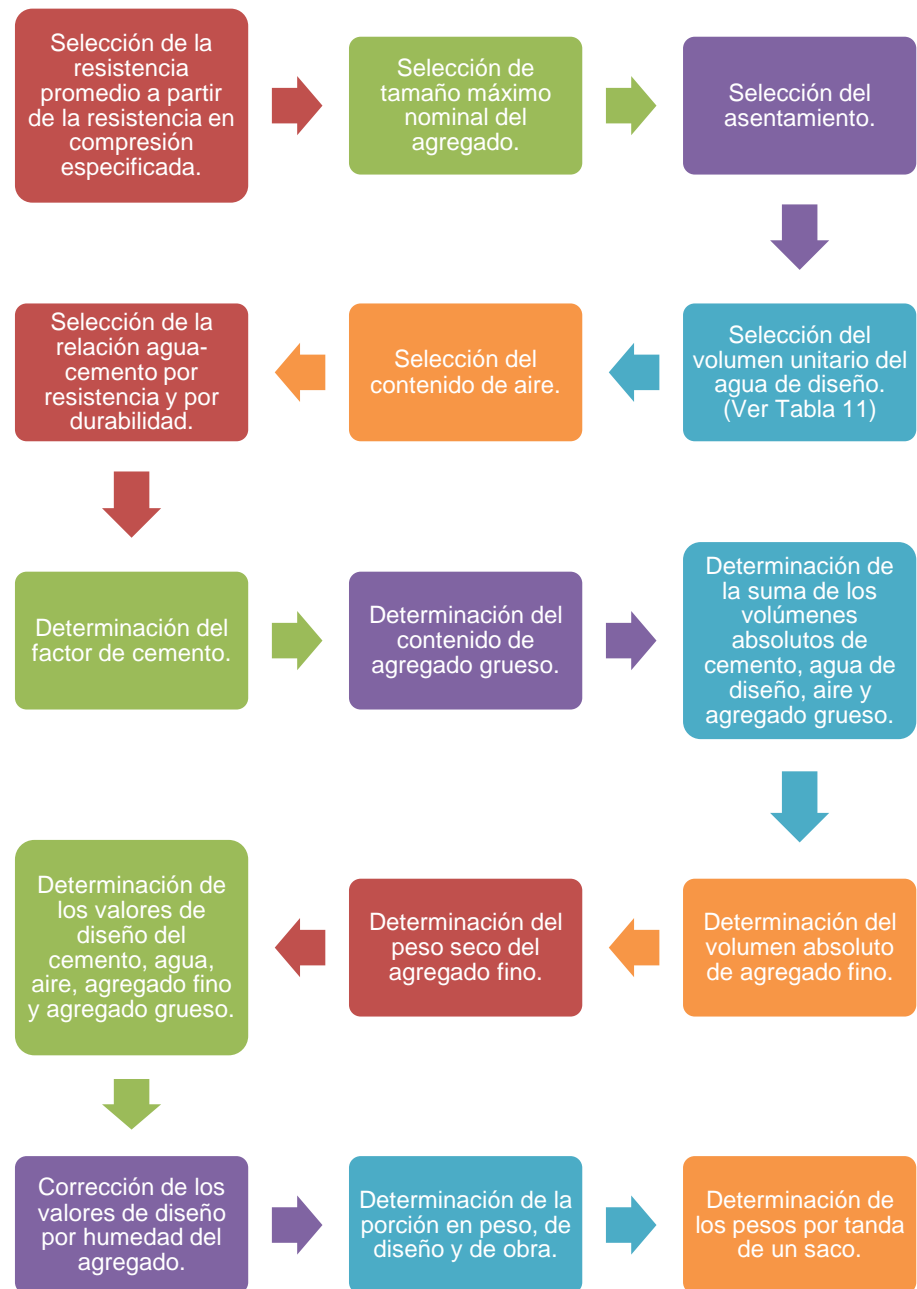 Selección de la
resistencia
promedio a partir
de la resistencia en
compresión
especificada.
Selección de
tamaño máximo
nominal del
agregado.
Selección del
asentamiento.
Selección del
volumen unitario del
agua de diseño.
(Ver Tabla 11)
Selección del
contenido de aire.
Selección de la
relación agua-
cemento por
resistencia y por
durabilidad.
Determinación del
factor de cemento.
Determinación del
contenido de
agregado grueso.
Determinación de
la suma de los
volúmenes
absolutos de
cemento, agua de
diseño, aire y
agregado grueso.
Determinación del
volumen absoluto
de agregado fino.
Determinación del
peso seco del
agregado fino.
Determinación de
los valores de
diseño del
cemento, agua,
aire, agregado fino
y agregado grueso.
Corrección de los
valores de diseño
por humedad del
agregado.
Determinación de la
porción en peso, de
diseño y de obra.
Determinación de
los pesos por tanda
de un saco.